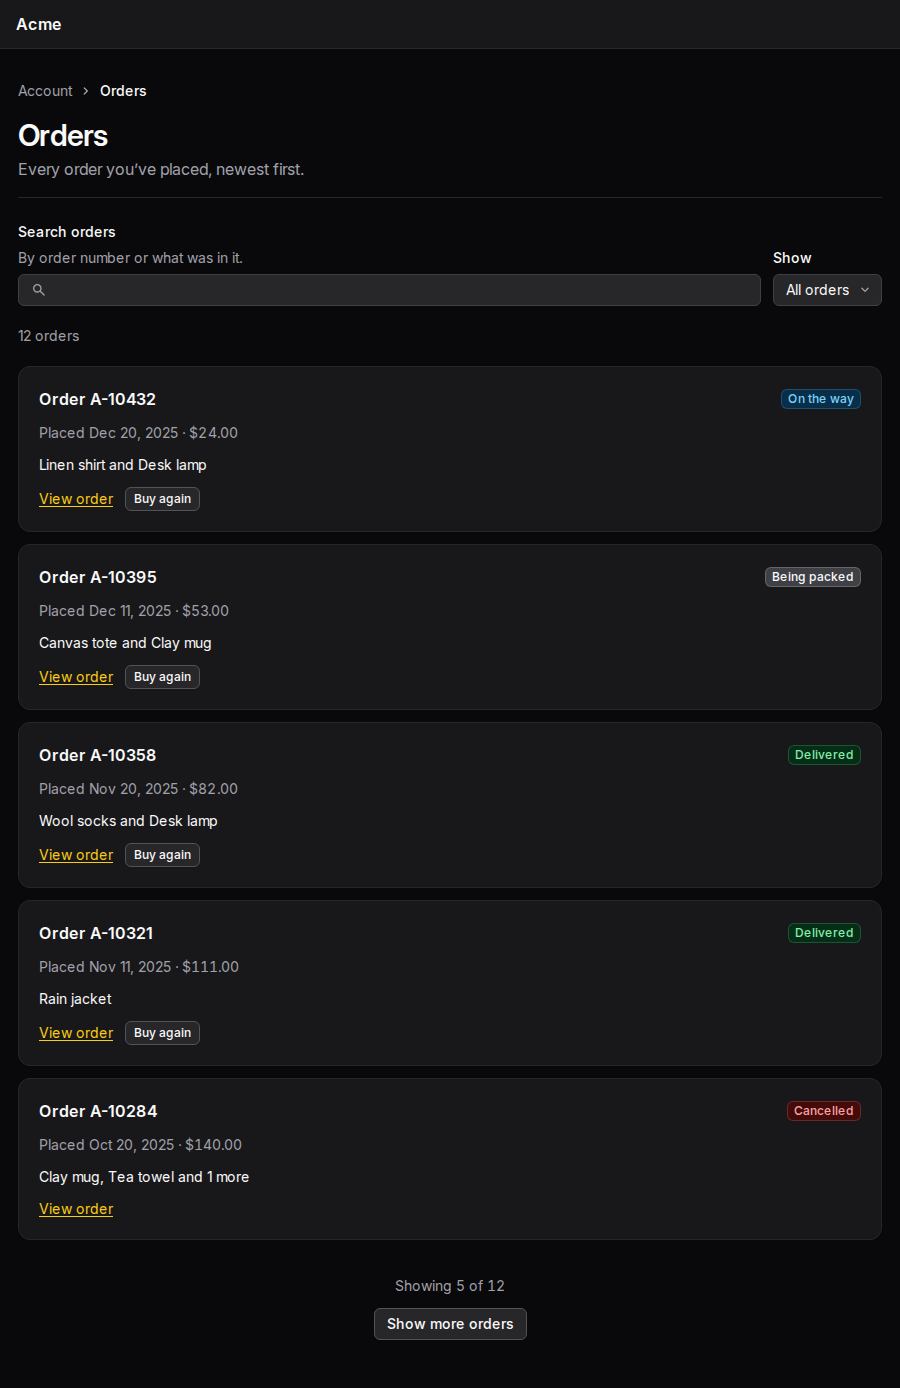 Acme
Account
Orders
Orders
Every order you’ve placed, newest first.
Search orders
By order number or what was in it.
Show
All orders
12 orders
Order A-10432
On the way
Placed Dec 20, 2025 · $24.00
Linen shirt and Desk lamp
View order
Buy again
Order A-10395
Being packed
Placed Dec 11, 2025 · $53.00
Canvas tote and Clay mug
View order
Buy again
Order A-10358
Delivered
Placed Nov 20, 2025 · $82.00
Wool socks and Desk lamp
View order
Buy again
Order A-10321
Delivered
Placed Nov 11, 2025 · $111.00
Rain jacket
View order
Buy again
Order A-10284
Cancelled
Placed Oct 20, 2025 · $140.00
Clay mug, Tea towel and 1 more
View order
Showing 5 of 12
Show more orders